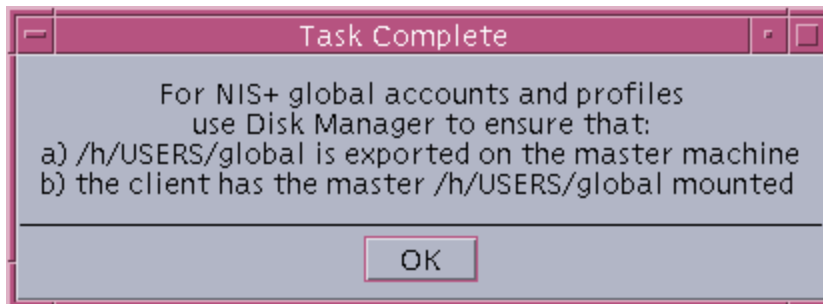 Task Complete
For NIS+ global accounts and profiles
use Disk Manager to ensure that:
a) /h/USERS/global is exported on the master machine
b) the client has the master /h/USERS/global mounted
OK